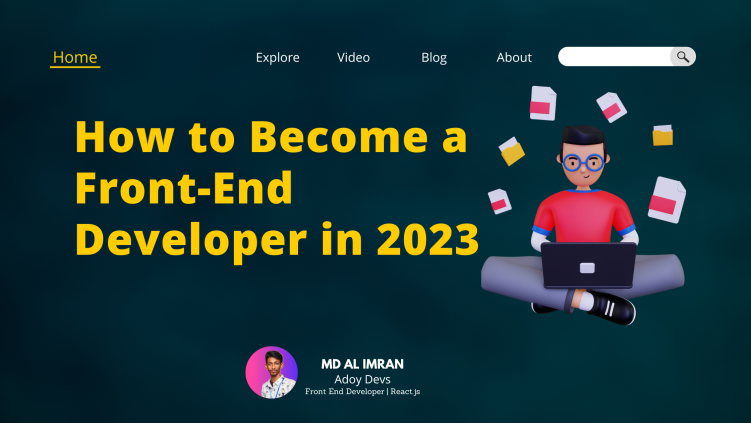 Home Explore Video Blog About
How to Become a
Front-End
Developer in 2023
MD AL IMRAN
Adoy Devs
Front End Developer | React.js